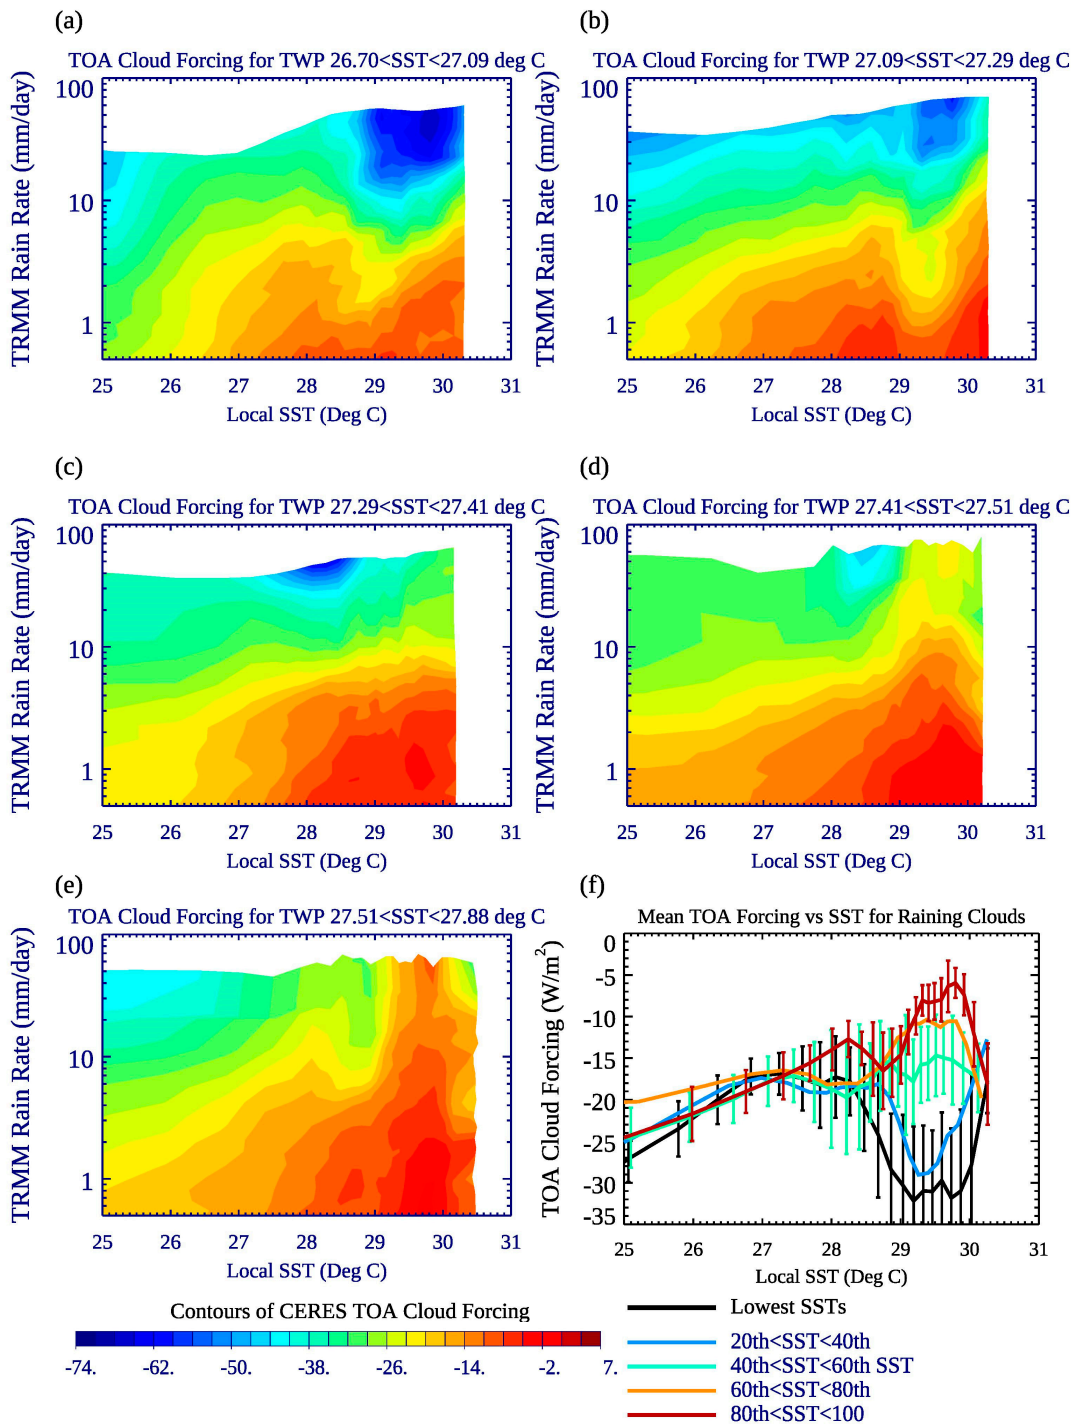 (a)
TOA Cloud Forcing for TWP 26.70<SST<27.09 deg C
TRMM Rain Rate (mm/day)
100
10
1
25 26 27 28 29 30 31
Local SST (Deg C)
(b)
TOA Cloud Forcing for TWP 27.09<SST<27.29 deg C
TRMM Rain Rate (mm/day)
100
10
1
25 26 27 28 29 30 31
Local SST (Deg C)
(c)
TOA Cloud Forcing for TWP 27.29<SST<27.41 deg C
TRMM Rain Rate (mm/day)
100
10
1
25 26 27 28 29 30 31
Local SST (Deg C)
(d)
TOA Cloud Forcing for TWP 27.41<SST<27.51 deg C
TRMM Rain Rate (mm/day)
100
10
1
25 26 27 28 29 30 31
Local SST (Deg C)
(e)
TOA Cloud Forcing for TWP 27.51<SST<27.88 deg C
TRMM Rain Rate (mm/day)
100
10
1
25 26 27 28 29 30 31
Local SST (Deg C)
(f)
Mean TOA Forcing vs SST for Raining Clouds
TOA Cloud Forcing (W/m²)
0
-5
-10
-15
-20
-25
-30
-35
25 26 27 28 29 30 31
Local SST (Deg C)
Contours of CERES TOA Cloud Forcing
-74. -62. -50. -38. -26. -14. -2. 7.
Lowest SSTs
20th<SST<40th
40th<SST<60th SST
60th<SST<80th
80th<SST<100